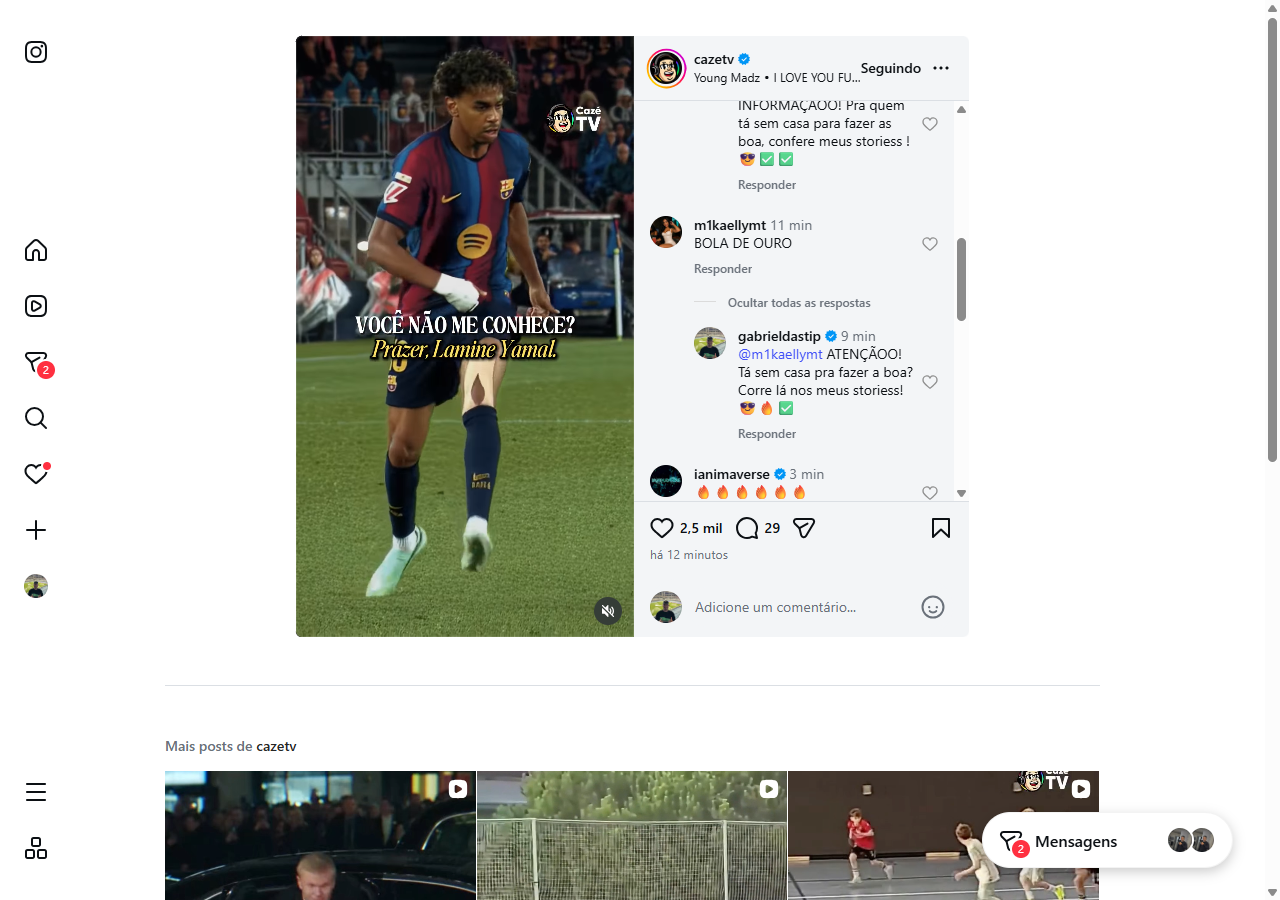 Cazé
TV
VOCÊ NÃO ME CONHECE?
Prazer, Lamine Yamal.
cazetv
Young Madz • I LOVE YOU FU...
Seguindo
INFORMAÇÃOO! Pra quem
tá sem casa para fazer as
boa, confere meus storiess !
😎 ✅ ✅
Responder
m1kaellymt 11 min
BOLA DE OURO
Responder
Ocultar todas as respostas
gabrieldastip 9 min
@m1kaellymt ATENÇÃOO!
Tá sem casa pra fazer a boa?
Corre lá nos meus storiess!
😎 🔥 ✅
Responder
ianimaverse 3 min
🔥 🔥 🔥 🔥 🔥 🔥
2,5 mil 29
há 12 minutos
Adicione um comentário...
2
Mais posts de cazetv
Cazé
TV
2
Mensagens